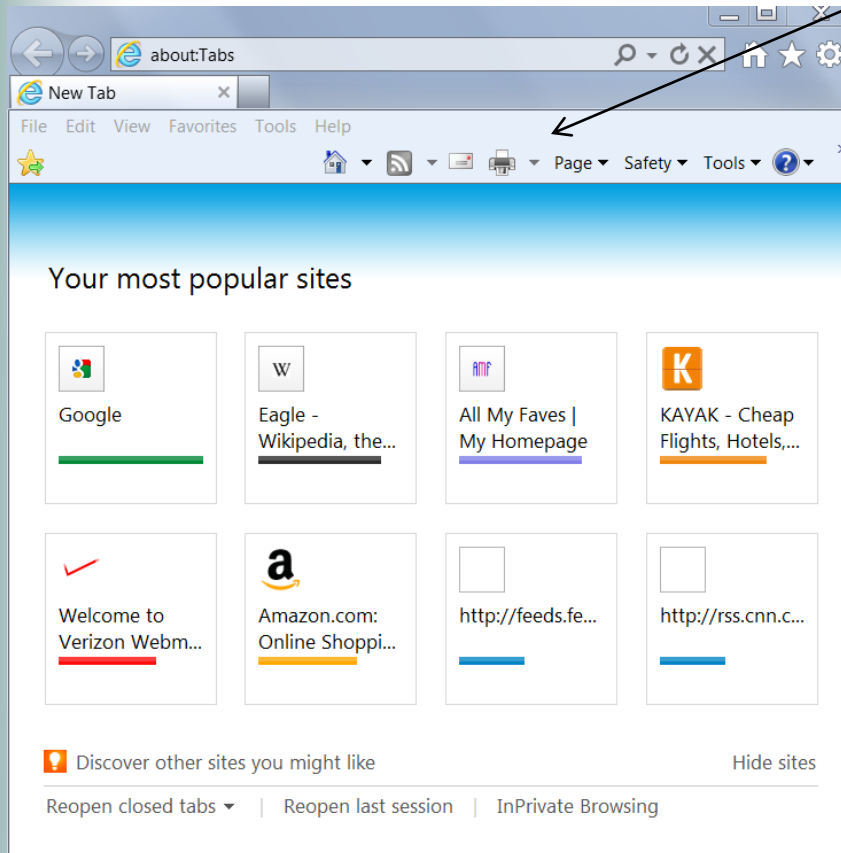 about:Tabs
New Tab
File Edit View Favorites Tools Help
Page Safety Tools
Your most popular sites
Google
Eagle -
Wikipedia, the...
All My Faves |
My Homepage
KAYAK - Cheap
Flights, Hotels,...
Welcome to
Verizon Webm...
Amazon.com:
Online Shoppi...
http://feeds.fe...
http://rss.cnn.c...
Discover other sites you might like
Hide sites
Reopen closed tabs | Reopen last session | InPrivate Browsing